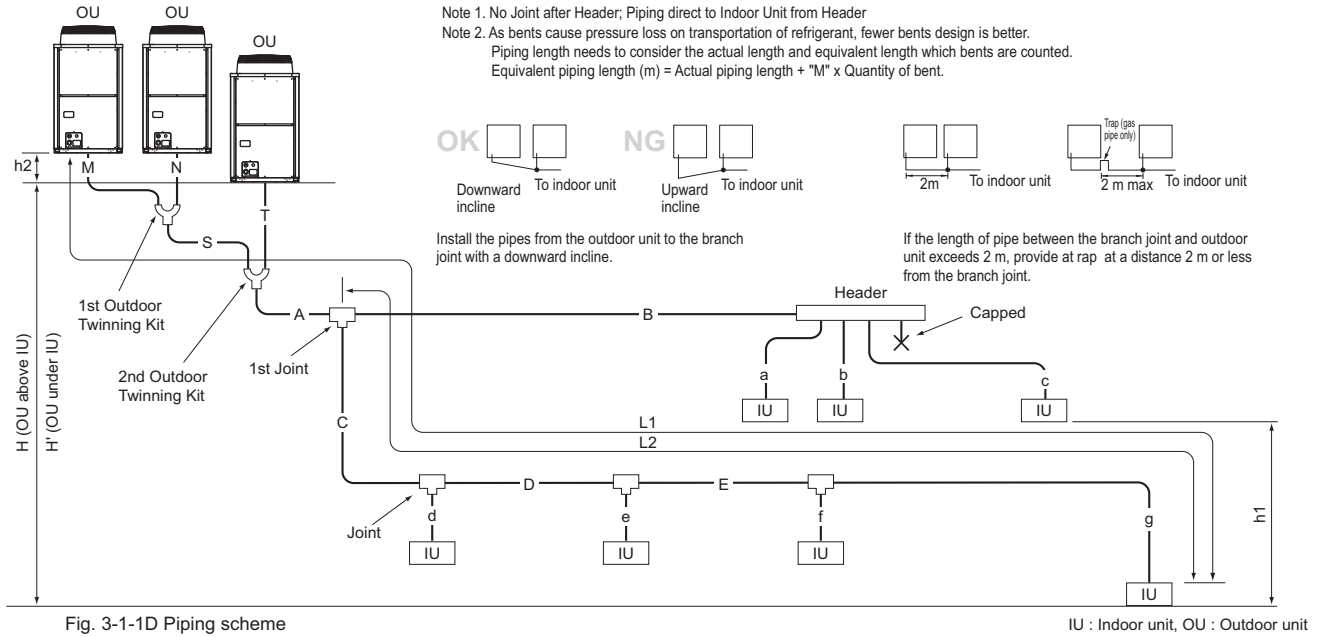 OU
OU
OU
Note 1. No Joint after Header; Piping direct to Indoor Unit from Header
Note 2. As bents cause pressure loss on transportation of refrigerant, fewer bents design is better.
Piping length needs to consider the actual length and equivalent length which bents are counted.
Equivalent piping length (m) = Actual piping length + "M" x Quantity of bent.
OK
Downward
incline
To indoor unit
NG
Upward
incline
To indoor unit
2m
To indoor unit
Trap (gas
pipe only)
2 m max
To indoor unit
Install the pipes from the outdoor unit to the branch
joint with a downward incline.
If the length of pipe between the branch joint and outdoor
unit exceeds 2 m, provide at rap  at a distance 2 m or less
from the branch joint.
h2
M
N
T
S
1st Outdoor
Twinning Kit
2nd Outdoor
Twinning Kit
A
1st Joint
B
Header
Capped
a
b
c
IU
IU
IU
H (OU above IU)
H' (OU under IU)
C
L1
L2
D
E
Joint
d
e
f
g
h1
IU
IU
IU
IU
Fig. 3-1-1D Piping scheme
IU : Indoor unit, OU : Outdoor unit